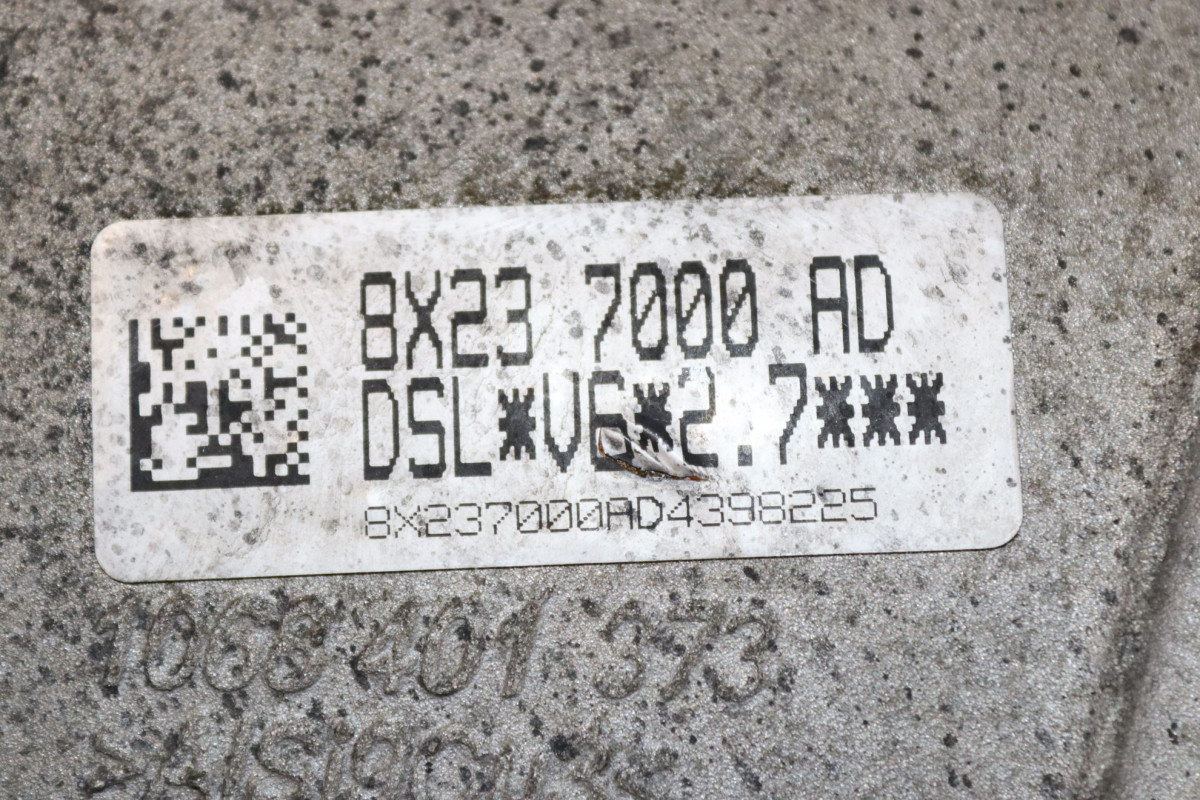 8X23 7000 AD
DSL*V6*2.7***
8X237000AD4398225
1068 401 373